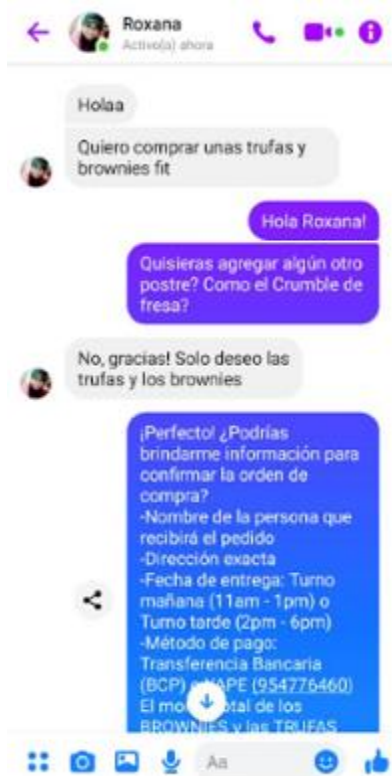 Roxana
Activo(a) ahora
Holaa
Quiero comprar unas trufas y
brownies fit
Hola Roxana!
Quisieras agregar algún otro
postre? Como el Crumble de
fresa?
No, gracias! Solo deseo las
trufas y los brownies
¡Perfecto! ¿Podrías
brindarme información para
confirmar la orden de
compra?
-Nombre de la persona que
recibirá el pedido
-Dirección exacta
-Fecha de entrega: Turno
mañana (11am - 1pm) o
Turno tarde (2pm - 6pm)
-Método de pago:
Transferencia Bancaria
(BCP) (954776460)
El total de los
BROWNIES y las TRUFAS
Aa